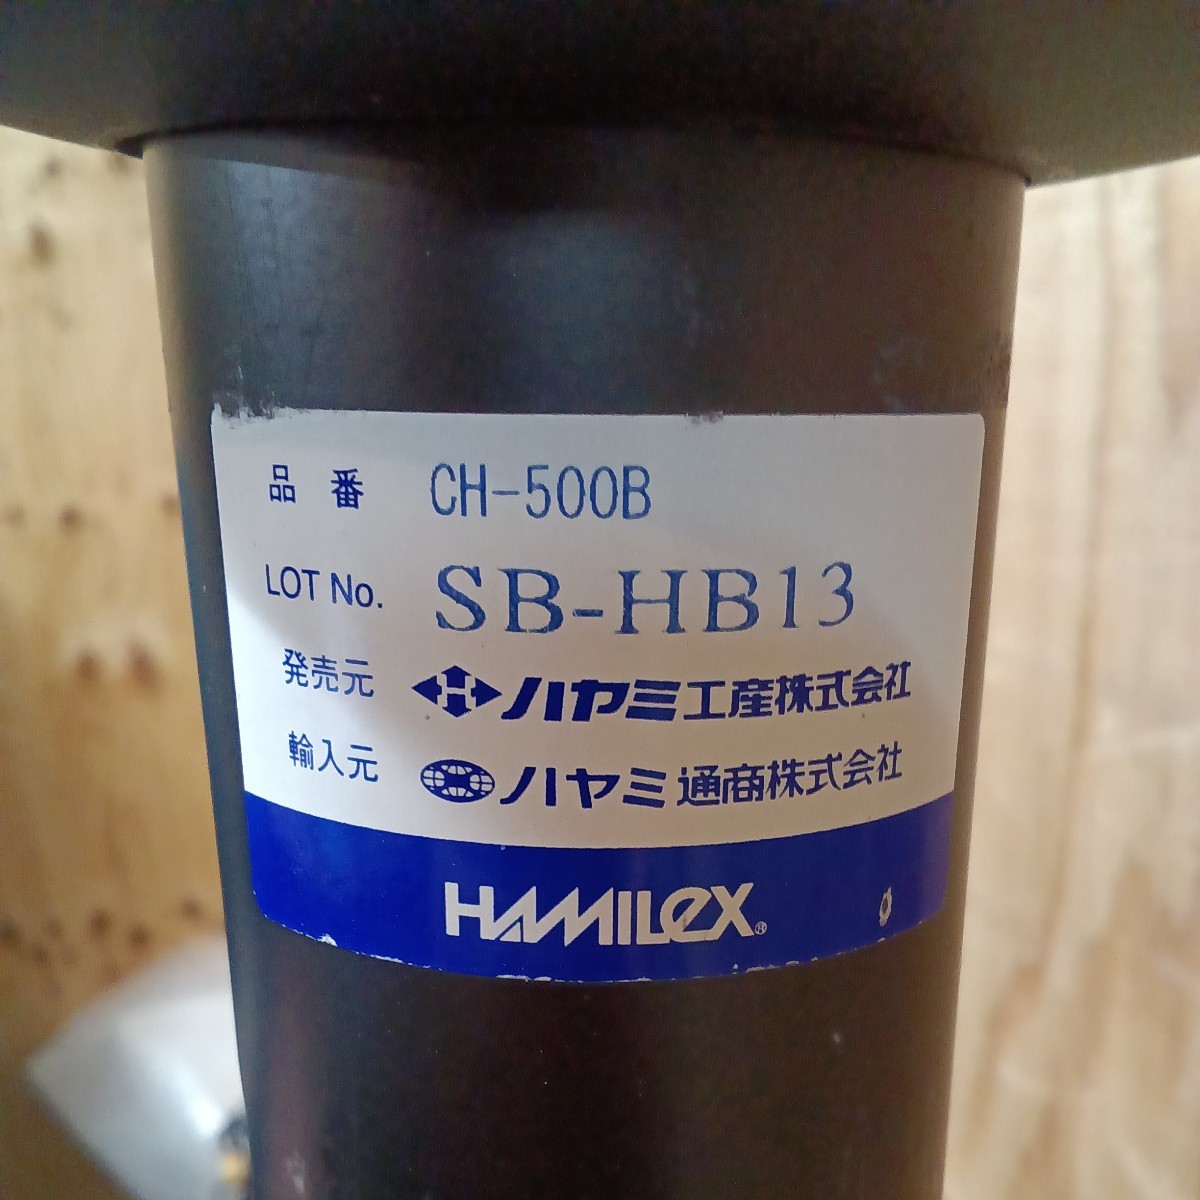 品番 CH-500B
LOT No. SB-HB13
発売元 H ハヤミ工産株式会社
輸入元 ハヤミ通商株式会社
HAMILEX®